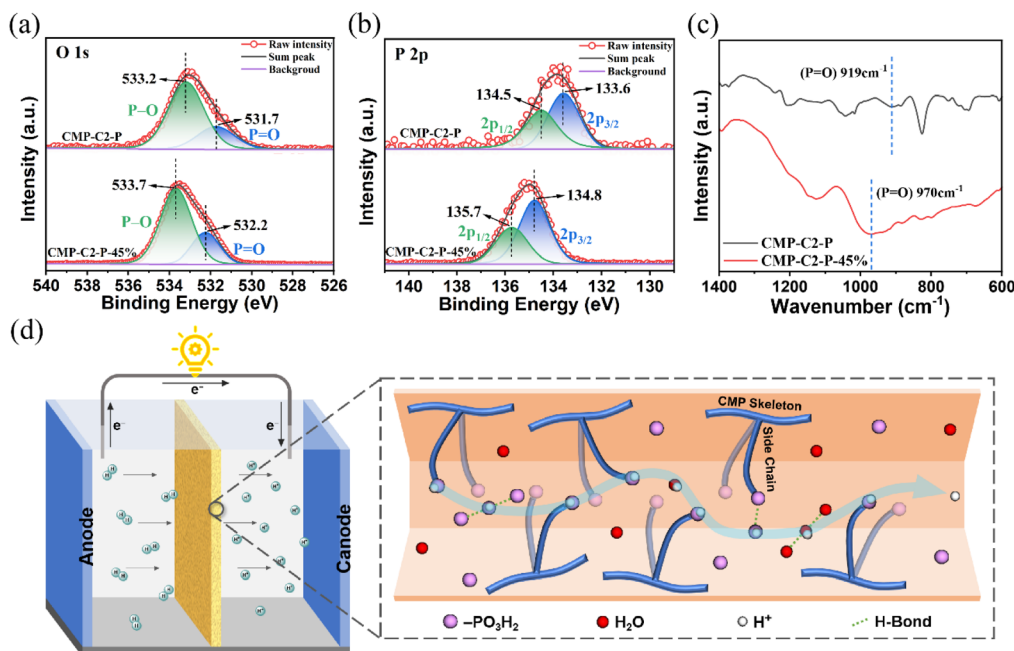 (a)
O 1s
Raw intensity
Sum peak
Background
533.2
P–O
531.7
P=O
CMP-C2-P
533.7
P–O
532.2
P=O
CMP-C2-P-45%
Intensity (a.u.)
540 538 536 534 532 530 528 526
Binding Energy (eV)
(b)
P 2p
Raw intensity
Sum peak
Background
133.6
134.5
2p1/2
2p3/2
CMP-C2-P
134.8
135.7
2p1/2
2p3/2
CMP-C2-P-45%
Intensity (a.u.)
140 138 136 134 132 130
Binding Energy (eV)
(c)
(P=O) 919cm-1
(P=O) 970cm-1
CMP-C2-P
CMP-C2-P-45%
Intensity (a.u.)
1400 1200 1000 800 600
Wavenumber (cm-1)
(d)
e-
e-
e-
Anode
Canode
H H
H+
CMP Skeleton
Side Chain
–PO3H2
H2O
H+
H-Bond